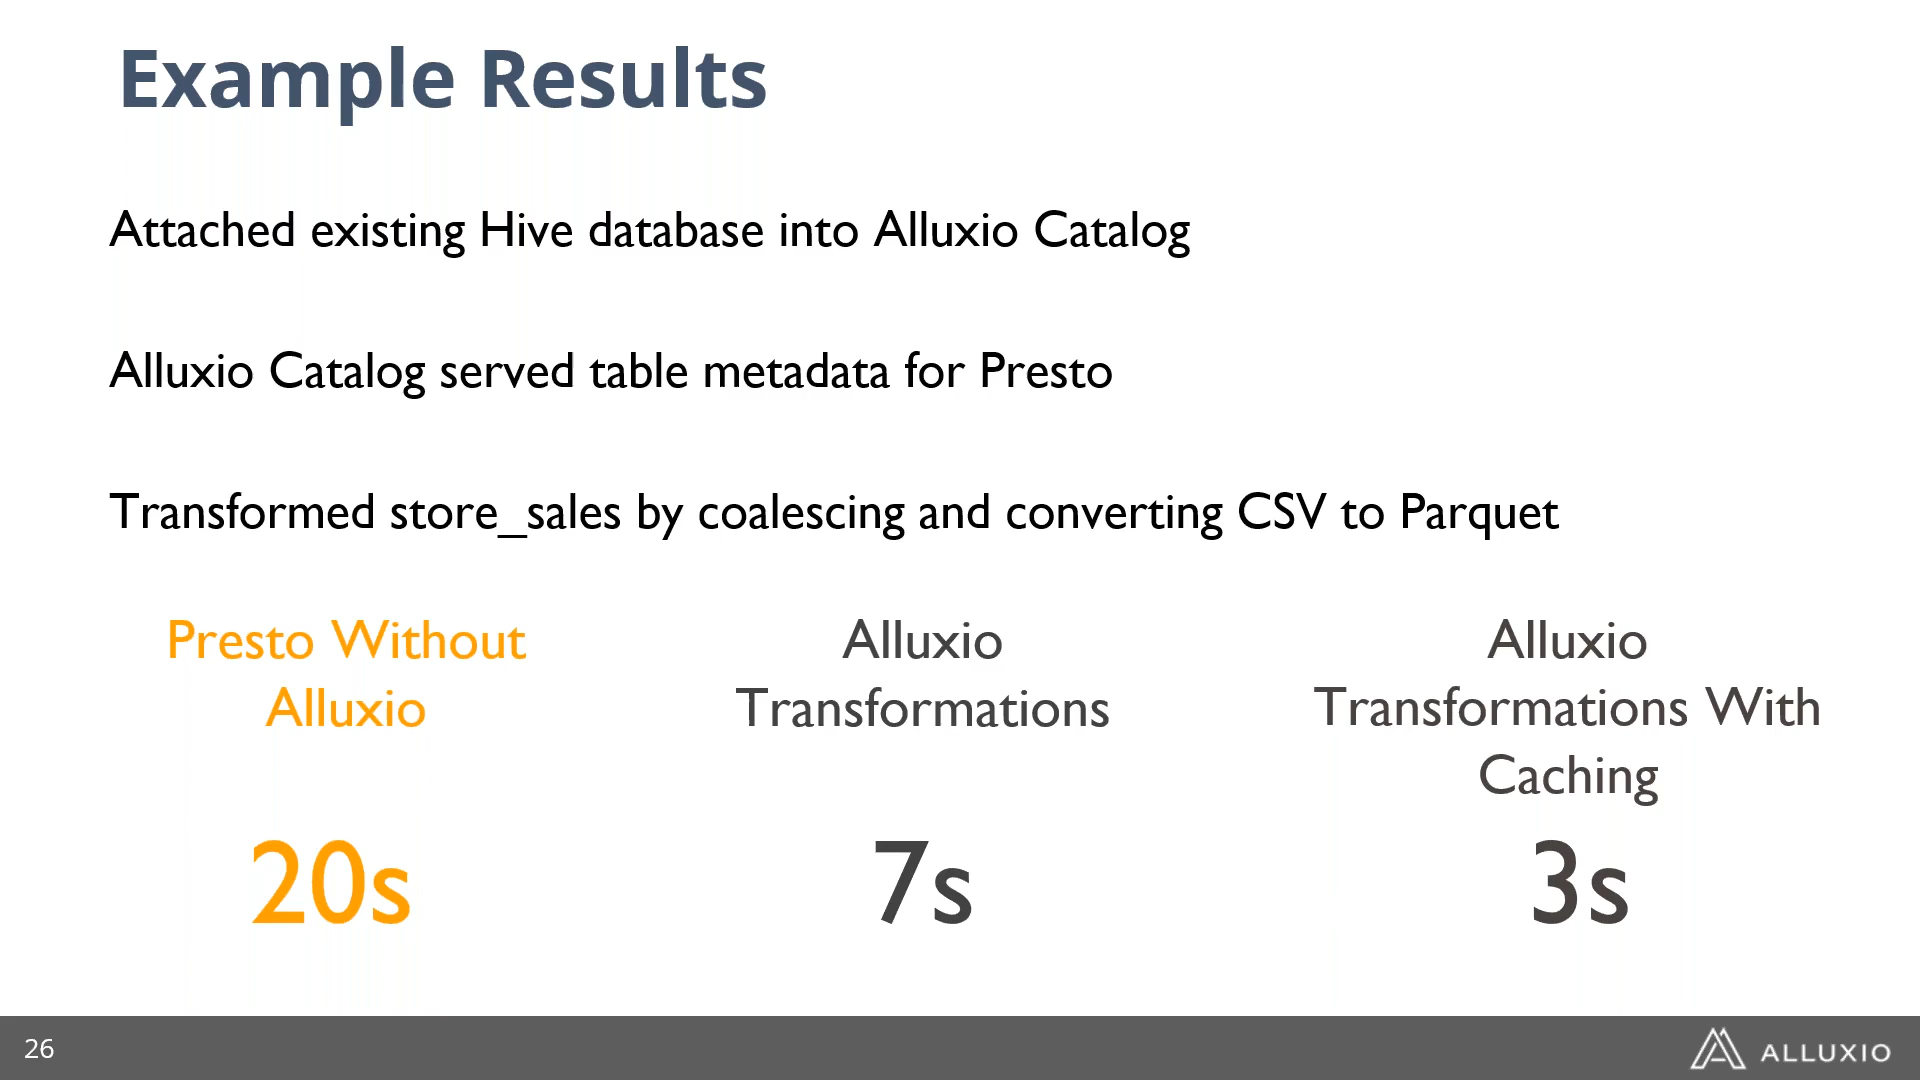 Example Results
Attached existing Hive database into Alluxio Catalog
Alluxio Catalog served table metadata for Presto
Transformed store_sales by coalescing and converting CSV to Parquet
Presto Without
Alluxio
20s
Alluxio
Transformations
7s
Alluxio
Transformations With
Caching
3s
26
ALLUXIO